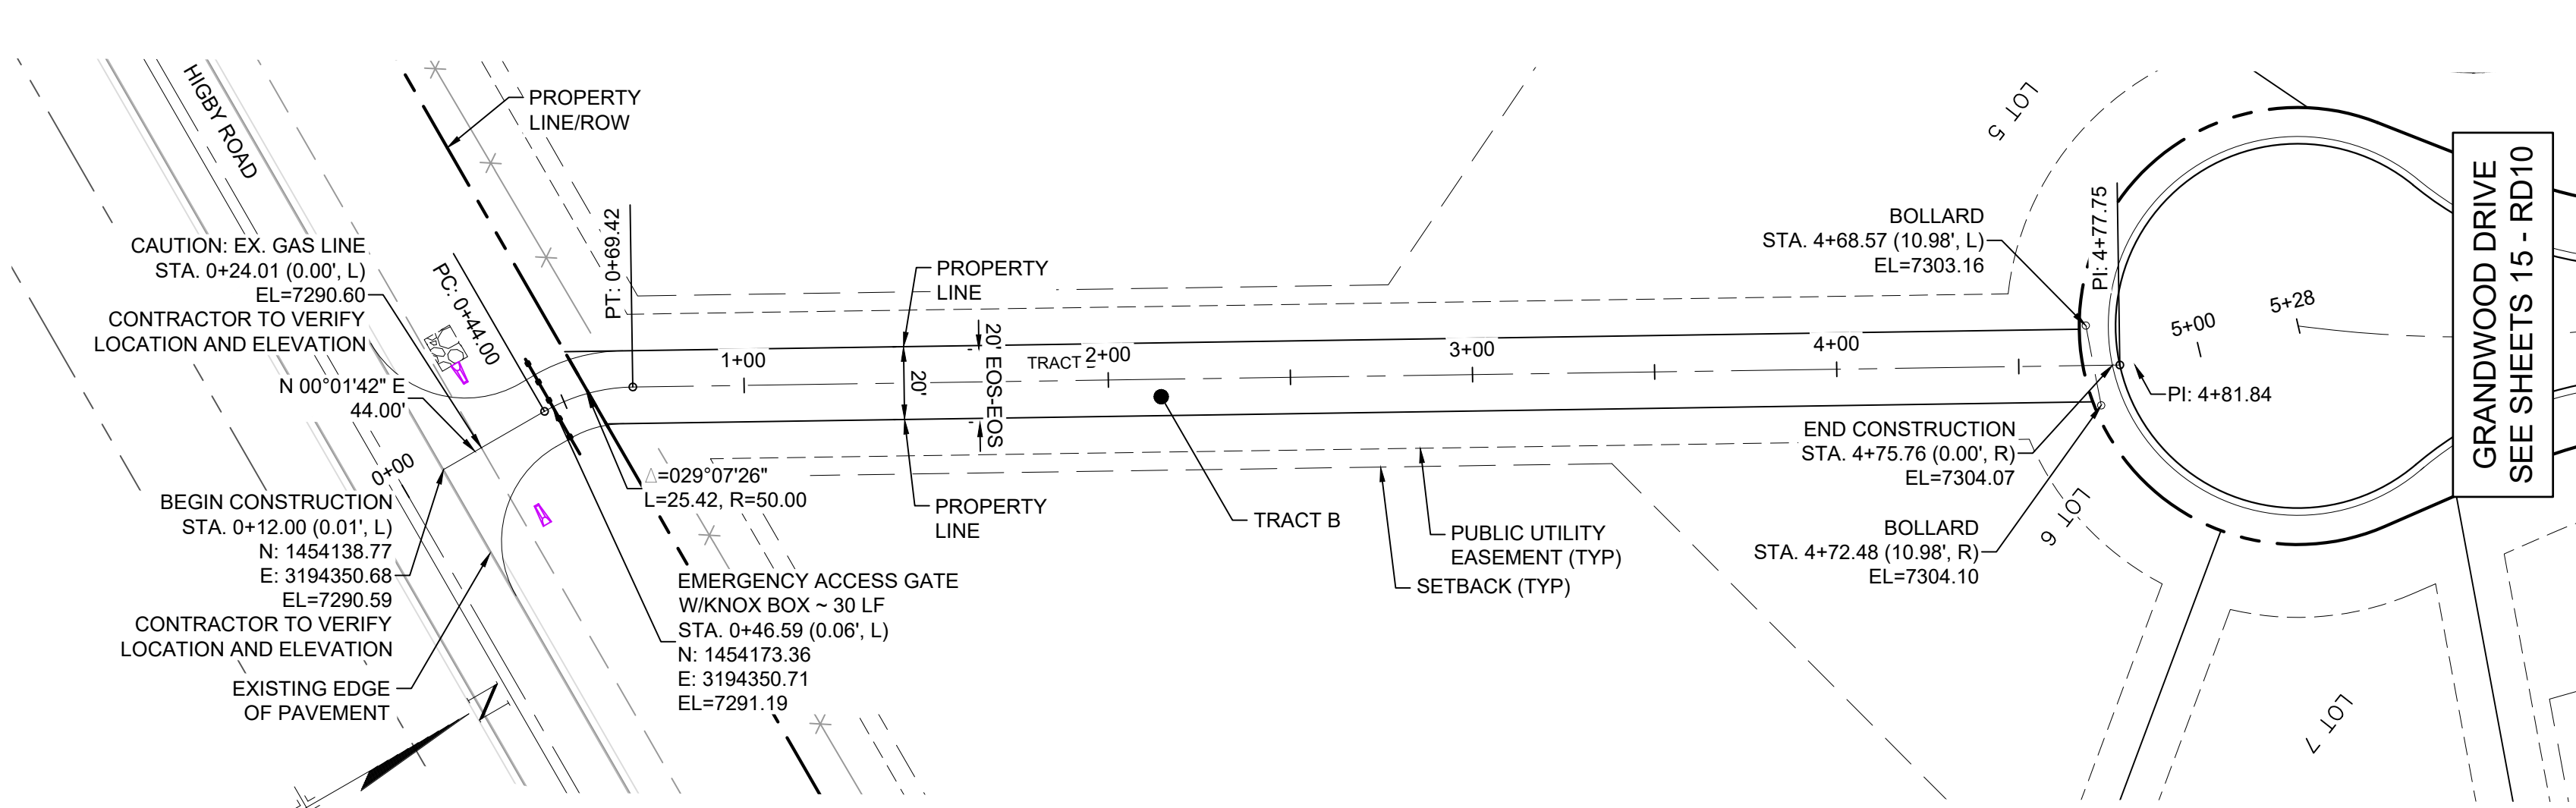 HIGBY ROAD
PROPERTY
LINE/ROW
CAUTION: EX. GAS LINE
STA. 0+24.01 (0.00', L)
EL=7290.60
CONTRACTOR TO VERIFY
LOCATION AND ELEVATION
PC: 0+44.00
PT: 0+69.42
N 00°01'42" E
44.00'
0+00
BEGIN CONSTRUCTION
STA. 0+12.00 (0.01', L)
N: 1454138.77
E: 3194350.68
EL=7290.59
CONTRACTOR TO VERIFY
LOCATION AND ELEVATION
EXISTING EDGE
OF PAVEMENT
N
△=029°07'26"
L=25.42, R=50.00
EMERGENCY ACCESS GATE
W/KNOX BOX ~ 30 LF
STA. 0+46.59 (0.06', L)
N: 1454173.36
E: 3194350.71
EL=7291.19
PROPERTY
LINE
1+00
20'
20' EOS-EOS
TRACT
2+00
3+00
4+00
PROPERTY
LINE
TRACT B
PUBLIC UTILITY
EASEMENT (TYP)
SETBACK (TYP)
BOLLARD
STA. 4+68.57 (10.98', L)
EL=7303.16
LOT 5
PI: 4+77.75
5+00
5+28
PI: 4+81.84
END CONSTRUCTION
STA. 4+75.76 (0.00', R)
EL=7304.07
BOLLARD
STA. 4+72.48 (10.98', R)
EL=7304.10
LOT 6
LOT 7
GRANDWOOD DRIVE
SEE SHEETS 15 - RD10